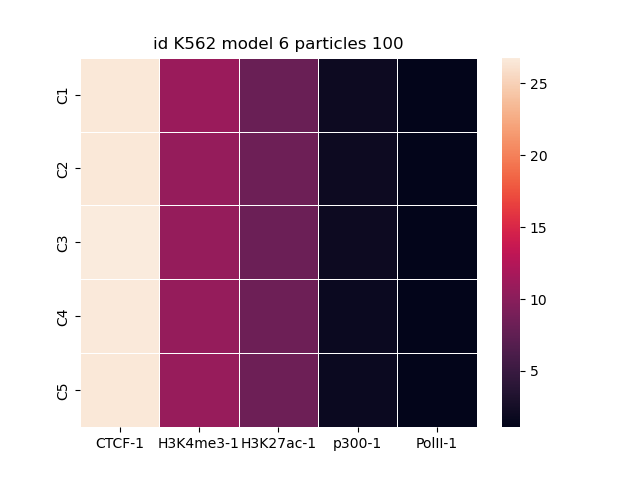 id K562 model 6 particles 100
C1
C2
C3
C4
C5
CTCF-1 H3K4me3-1 H3K27ac-1 p300-1 PolII-1
25
20
15
10
5